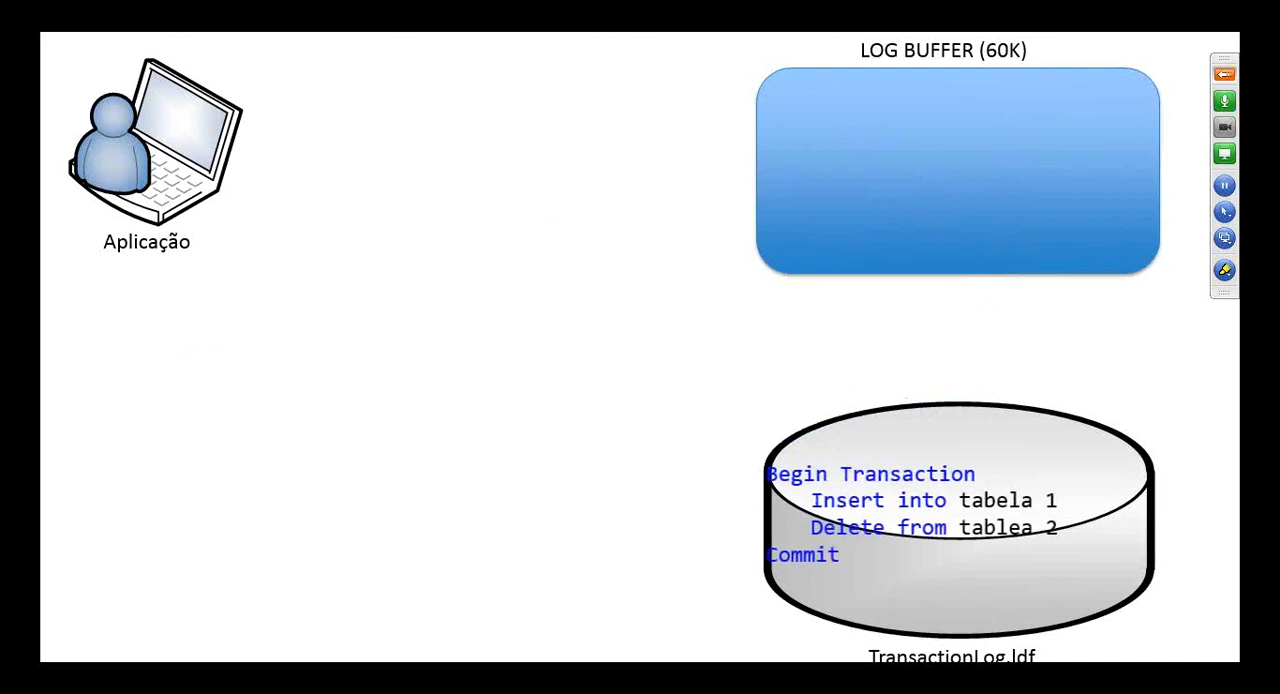 LOG BUFFER (60K)
Aplicação
Begin Transaction
Insert into tabela 1
Delete from tablea 2
Commit
TransactionLog.ldf